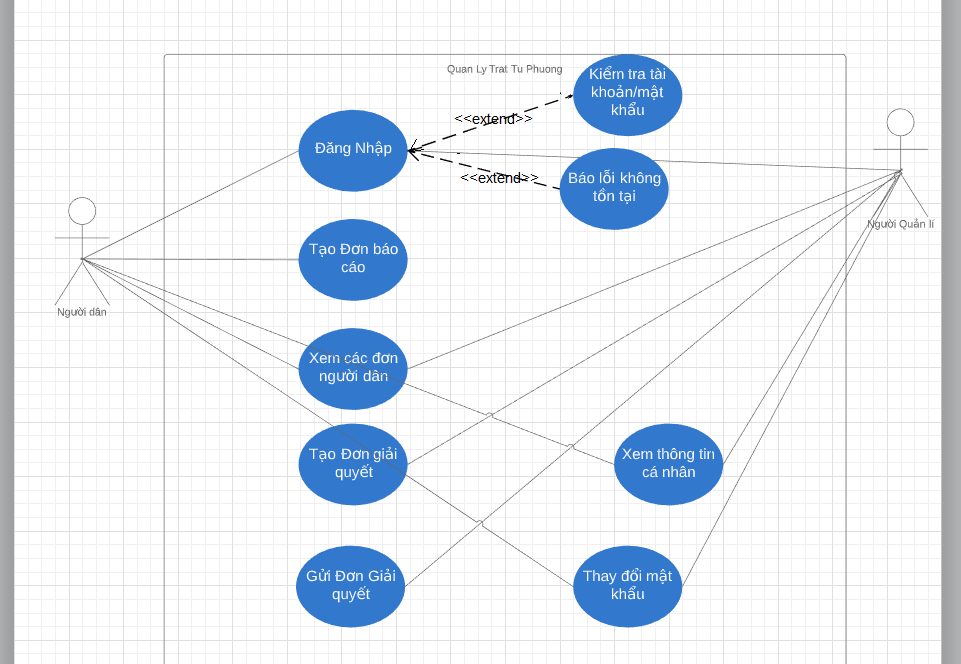 Quan Ly Trat Tu Phuong
Kiểm tra tài
khoản/mật
khẩu
<<extend>>
Đăng Nhập
<<extend>>
Báo lỗi không
tồn tại
Người Quản lí
Tạo Đơn báo
cáo
Người dân
Xem các đơn
người dân
Tạo Đơn giải
quyết
Xem thông tin
cá nhân
Gửi Đơn Giải
quyết
Thay đổi mật
khẩu